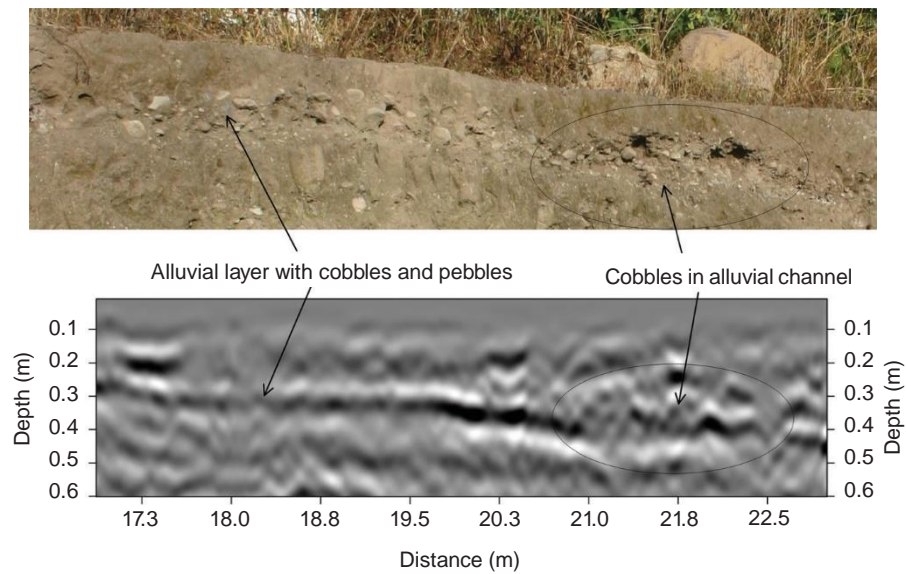 Alluvial layer with cobbles and pebbles
Cobbles in alluvial channel
Depth (m)
0.1
0.2
0.3
0.4
0.5
0.6
0.1
0.2
0.3
0.4
0.5
0.6
Depth (m)
17.3 18.0 18.8 19.5 20.3 21.0 21.8 22.5
Distance (m)